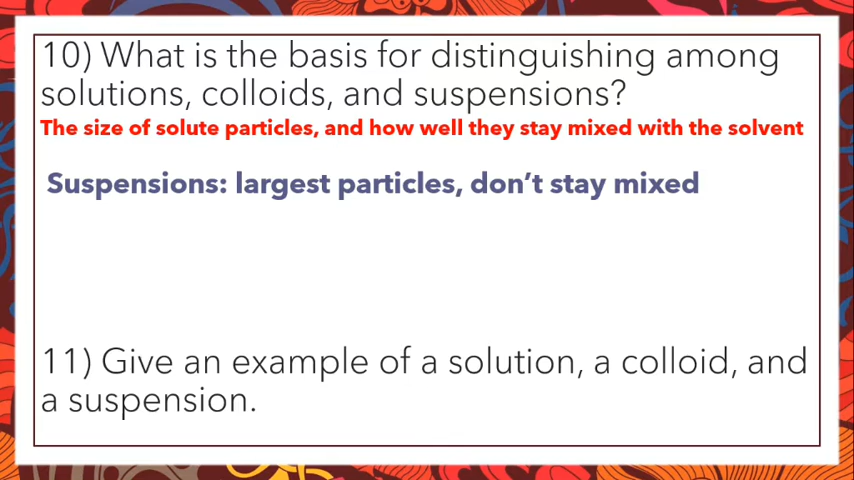 10) What is the basis for distinguishing among
solutions, colloids, and suspensions?
The size of solute particles, and how well they stay mixed with the solvent
Suspensions: largest particles, don’t stay mixed
11) Give an example of a solution, a colloid, and
a suspension.